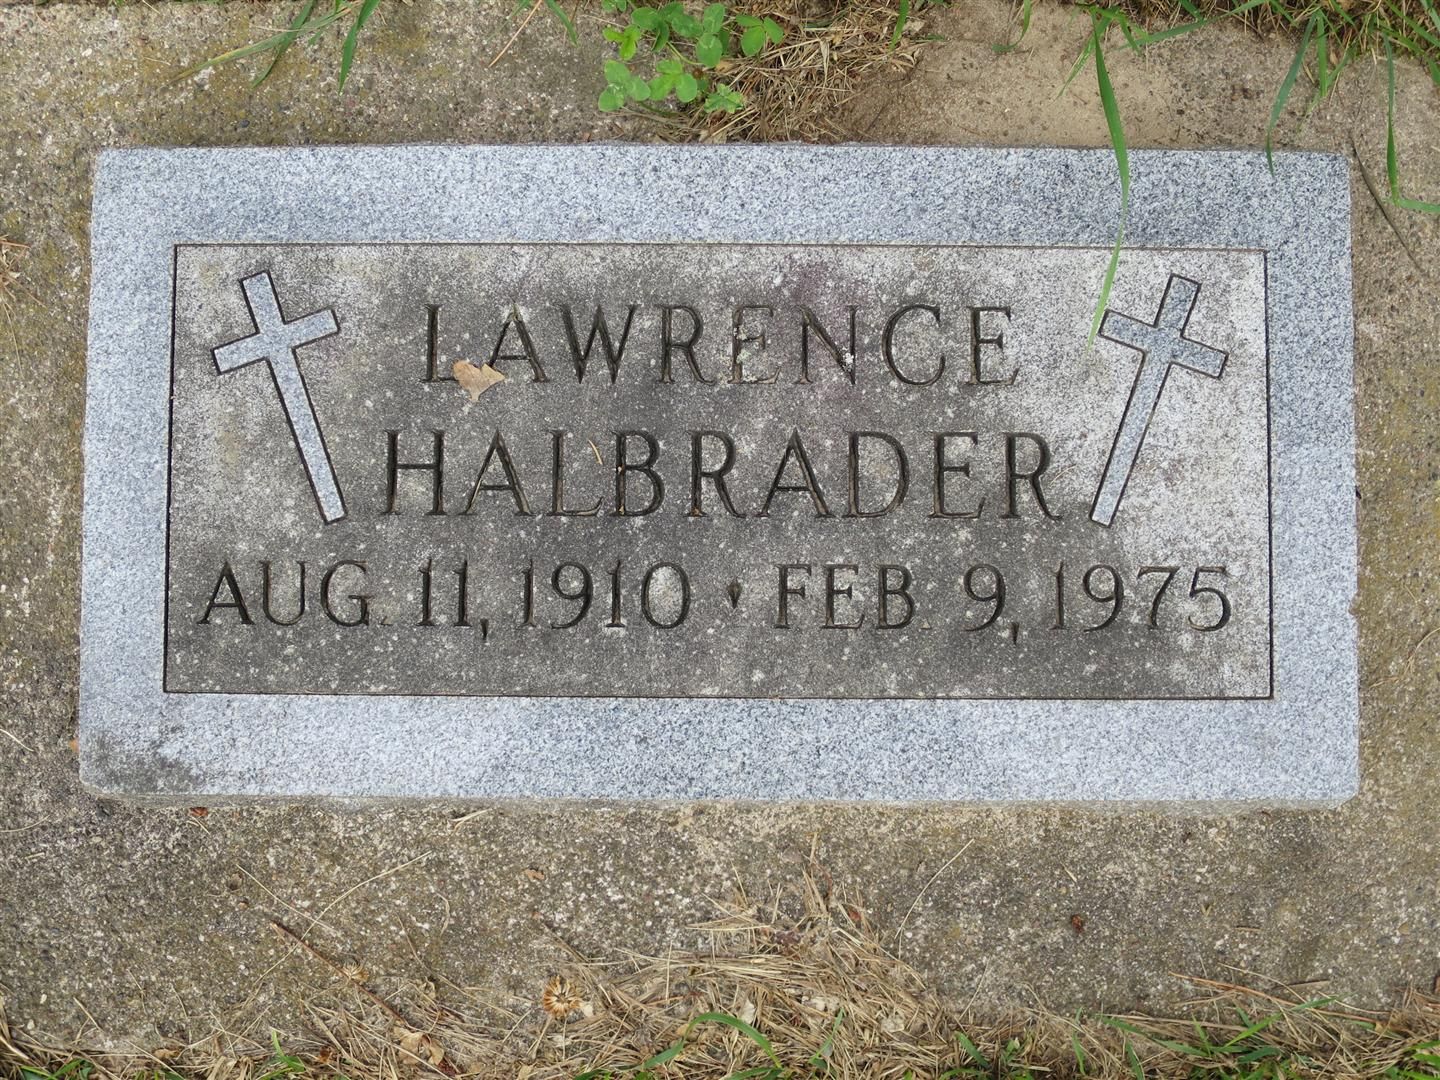 LAWRENCE
HALBRADER
AUG. 11, 1910 ♦ FEB. 9, 1975